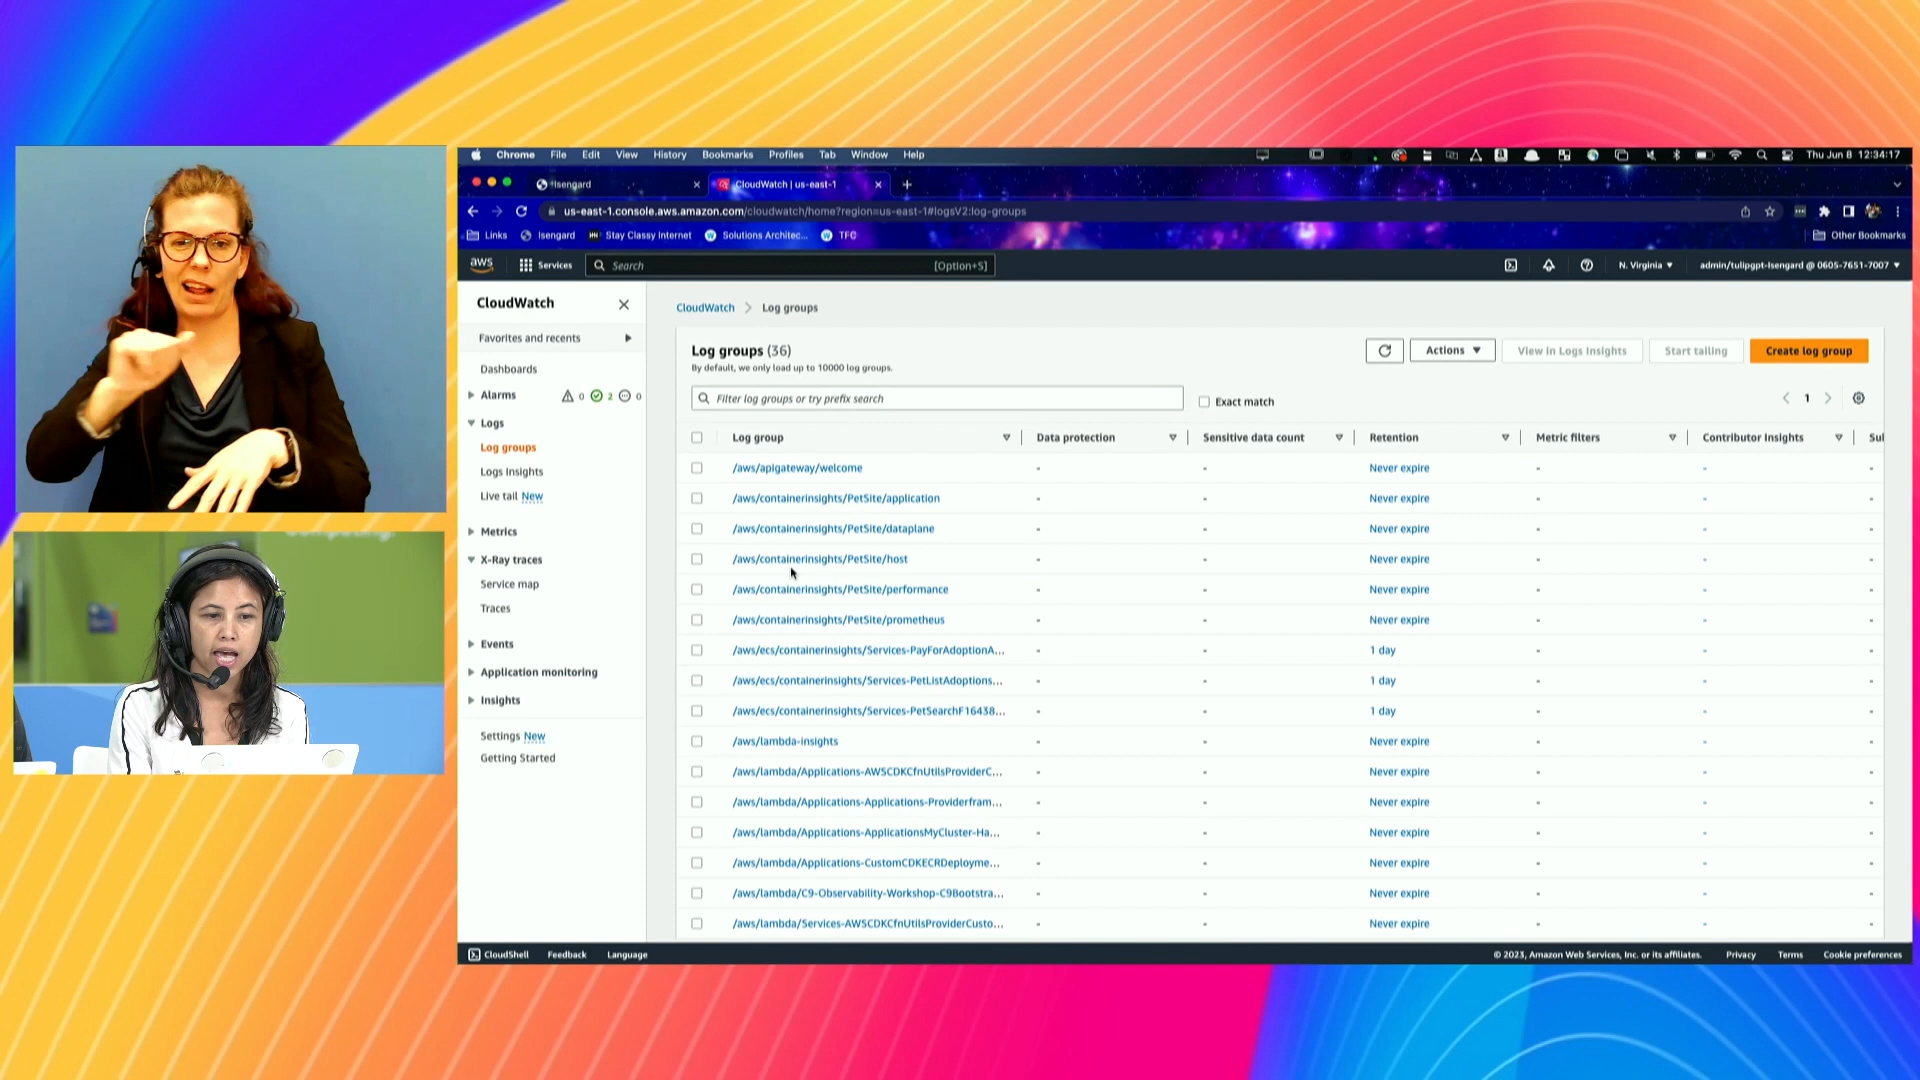 Computing.
Chrome File Edit View History Bookmarks Profiles Tab Window Help
Thu Jun 8 12:34:17
Isengard
CloudWatch | us-east-1
us-east-1.console.aws.amazon.com/cloudwatch/home?region=us-east-1#logsV2:log-groups
Links Isengard Stay Classy Internet Solutions Architec... TFC Other Bookmarks
aws Services Search [Option+S] N. Virginia ▼ admin/tulipgpt-Isengard @ 0605-7651-7007 ▼
CloudWatch
Favorites and recents
Dashboards
Alarms 0 2 0
Logs
Log groups
Logs Insights
Live tail New
Metrics
X-Ray traces
Service map
Traces
Events
Application monitoring
Insights
Settings New
Getting Started
CloudWatch > Log groups
Log groups (36)
By default, we only load up to 10000 log groups.
Actions ▼ View in Logs Insights Start tailing Create log group
Filter log groups or try prefix search
Exact match
1
Log group Data protection Sensitive data count Retention Metric filters Contributor Insights Sul
/aws/apigateway/welcome - - Never expire - - -
/aws/containerinsights/PetSite/application - - Never expire - - -
/aws/containerinsights/PetSite/dataplane - - Never expire - - -
/aws/containerinsights/PetSite/host - - Never expire - - -
/aws/containerinsights/PetSite/performance - - Never expire - - -
/aws/containerinsights/PetSite/prometheus - - Never expire - - -
/aws/ecs/containerinsights/Services-PayForAdoptionA... - - 1 day - - -
/aws/ecs/containerinsights/Services-PetListAdoptions... - - 1 day - - -
/aws/ecs/containerinsights/Services-PetSearchF16438... - - 1 day - - -
/aws/lambda-insights - - Never expire - - -
/aws/lambda/Applications-AWSCDKCfnUtilsProviderC... - - Never expire - - -
/aws/lambda/Applications-Applications-Providerfram... - - Never expire - - -
/aws/lambda/Applications-ApplicationsMyCluster-Ha... - - Never expire - - -
/aws/lambda/Applications-CustomCDKECRDeployme... - - Never expire - - -
/aws/lambda/C9-Observability-Workshop-C9Bootstra... - - Never expire - - -
/aws/lambda/Services-AWSCDKCfnUtilsProviderCusto... - - Never expire - - -
CloudShell Feedback Language
© 2023, Amazon Web Services, Inc. or its affiliates. Privacy Terms Cookie preferences